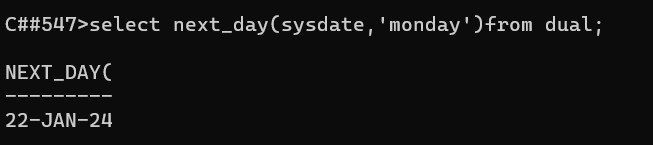 C##547>select next_day(sysdate,'monday')from dual;
NEXT_DAY(
---------
22-JAN-24